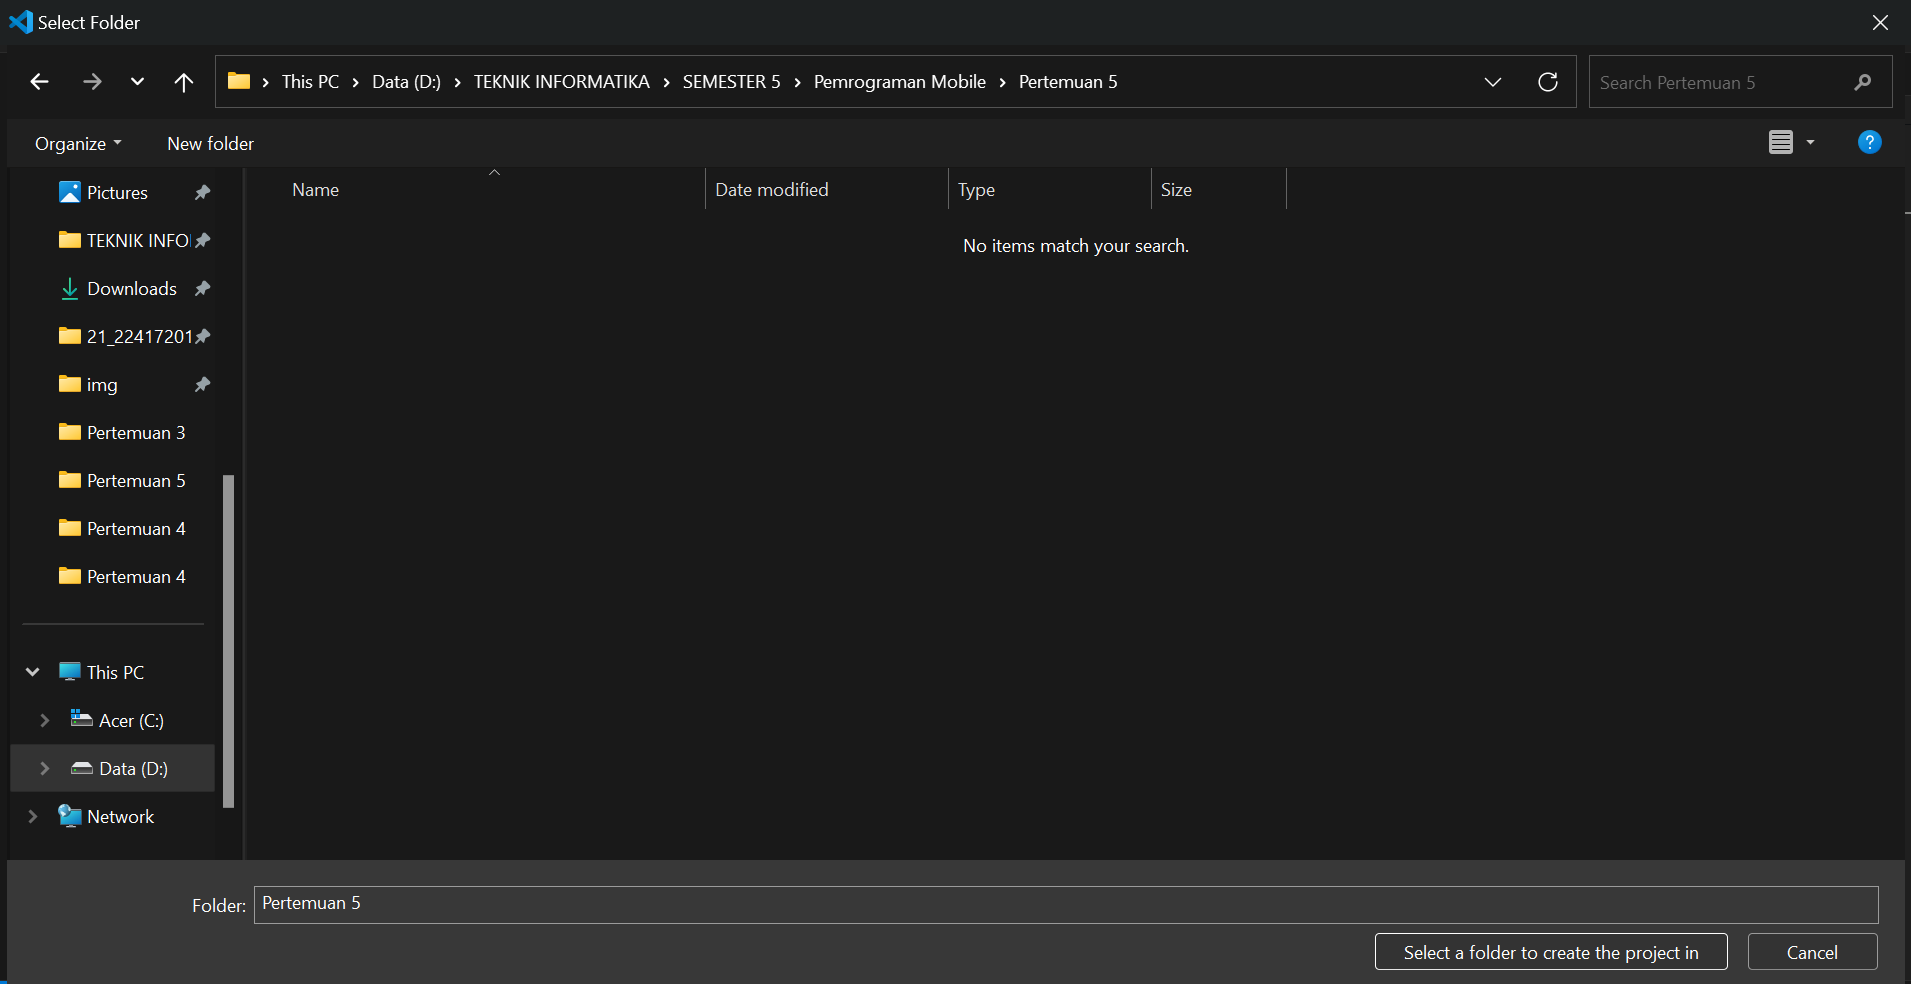 Select Folder
This PC > Data (D:) > TEKNIK INFORMATIKA > SEMESTER 5 > Pemrograman Mobile > Pertemuan 5
Search Pertemuan 5
Organize
New folder
Name
Date modified
Type
Size
No items match your search.
Pictures
TEKNIK INFO
Downloads
21_22417201
img
Pertemuan 3
Pertemuan 5
Pertemuan 4
Pertemuan 4
This PC
Acer (C:)
Data (D:)
Network
Folder: Pertemuan 5
Select a folder to create the project in
Cancel